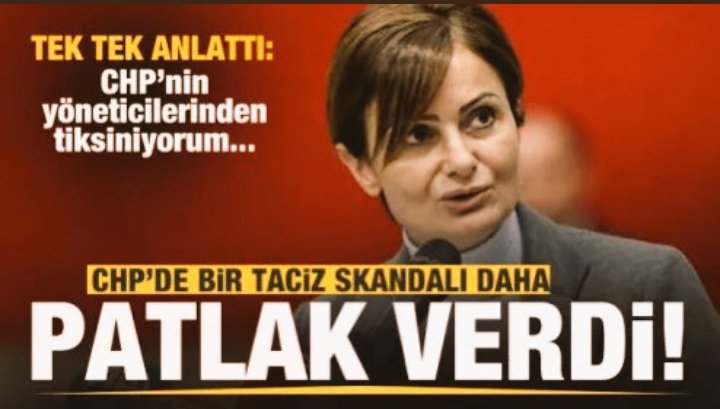 TEK TEK ANLATTI:
CHP'nin
yöneticilerinden
tiksiniyorum...
CHP'DE BİR TACİZ SKANDALI DAHA
PATLAK VERDİ!